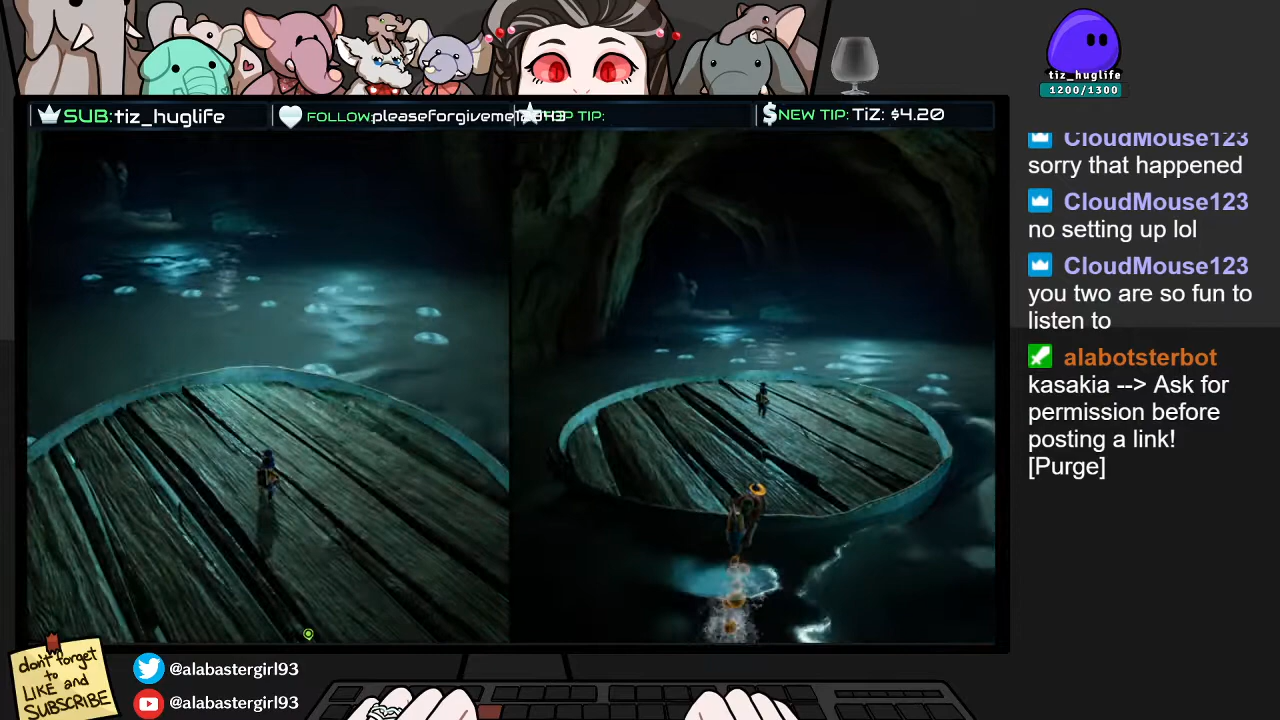 tiz_huglife
1200/1300
SUB:tiz_huglife
FOLLOW:pleaseforgiveme
TIP:
NEW TIP: TiZ: $4.20
CloudMouse123
sorry that happened
CloudMouse123
no setting up lol
CloudMouse123
you two are so fun to
listen to
alabotsterbot
kasakia --> Ask for
permission before
posting a link!
[Purge]
don't forget
to
LIKE and
SUBSCRIBE
@alabastergirl93
@alabastergirl93